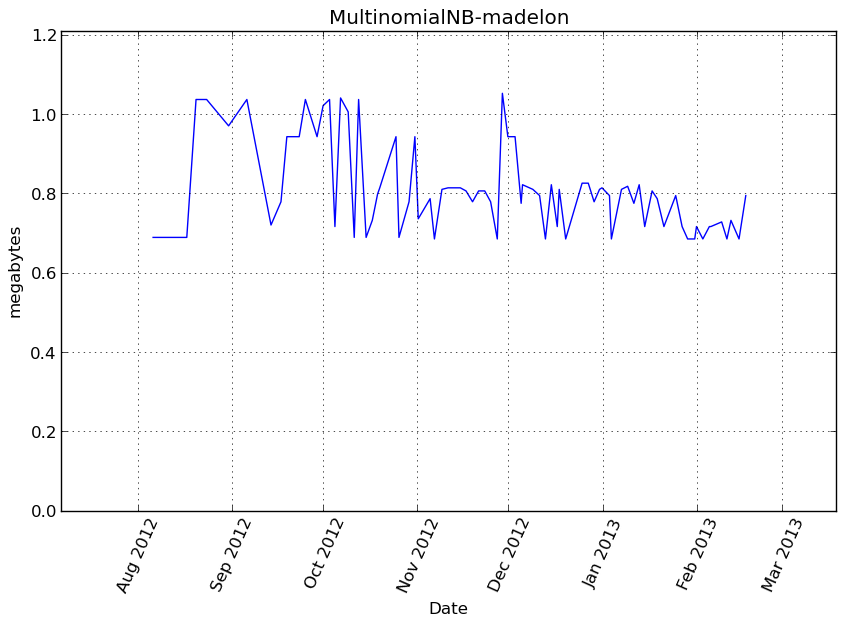 MultinomialNB-madelon
1.2
1.0
0.8
0.6
0.4
0.2
0.0
megabytes
Aug 2012
Sep 2012
Oct 2012
Nov 2012
Dec 2012
Jan 2013
Feb 2013
Mar 2013
Date